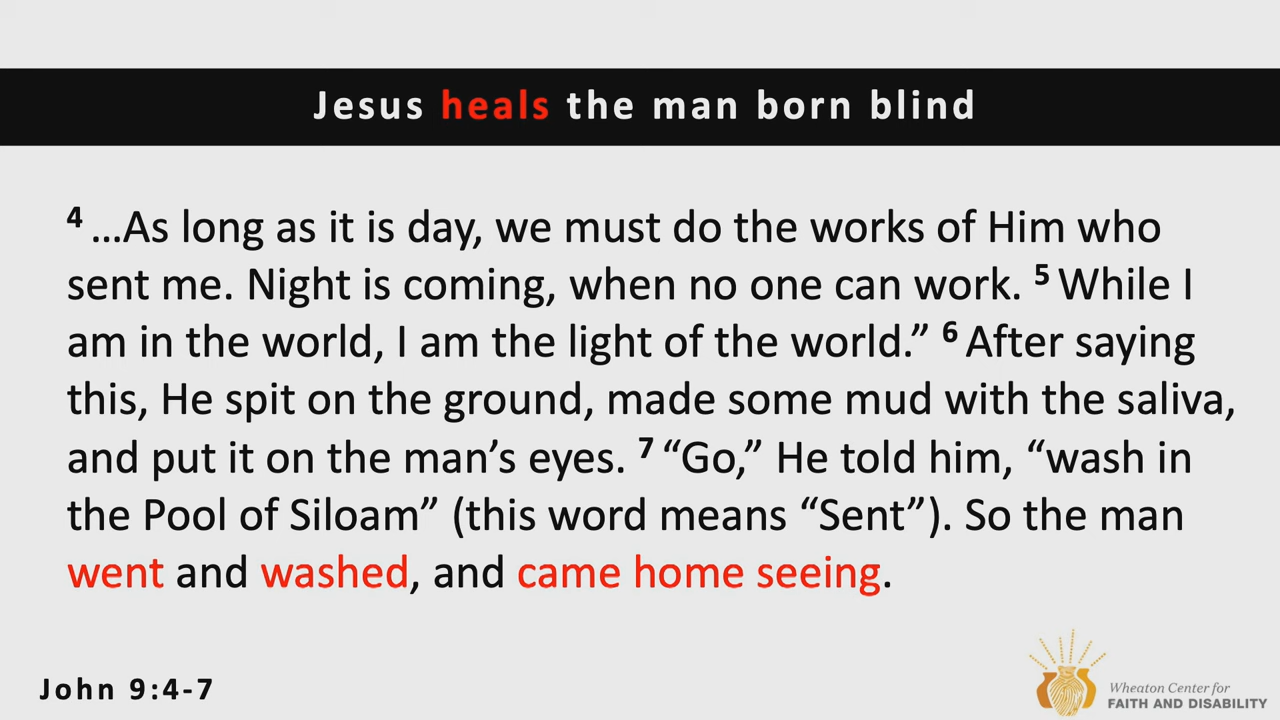 Jesus heals the man born blind
4 …As long as it is day, we must do the works of Him who
sent me. Night is coming, when no one can work. 5 While I
am in the world, I am the light of the world.” 6 After saying
this, He spit on the ground, made some mud with the saliva,
and put it on the man’s eyes. 7 “Go,” He told him, “wash in
the Pool of Siloam” (this word means “Sent”). So the man
went and washed, and came home seeing.
John 9:4-7
Wheaton Center for
FAITH AND DISABILITY